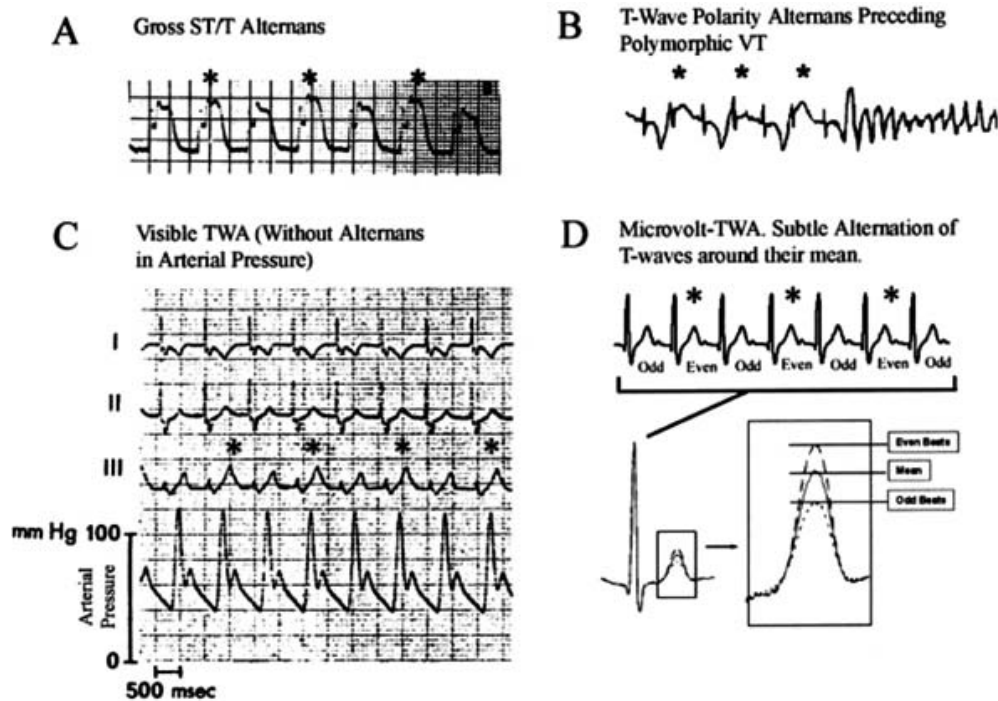 A
Gross ST/T Alternans
* * *
B
T-Wave Polarity Alternans Preceding
Polymorphic VT
* * *
C
Visible TWA (Without Alternans
in Arterial Pressure)
I
II
* * * *
III
mm Hg
100
Arterial
Pressure
0
500 msec
D
Microvolt-TWA. Subtle Alternation of
T-waves around their mean.
* * *
Odd Even Odd Even Odd Even Odd
Even Beats
Mean
Odd Beats